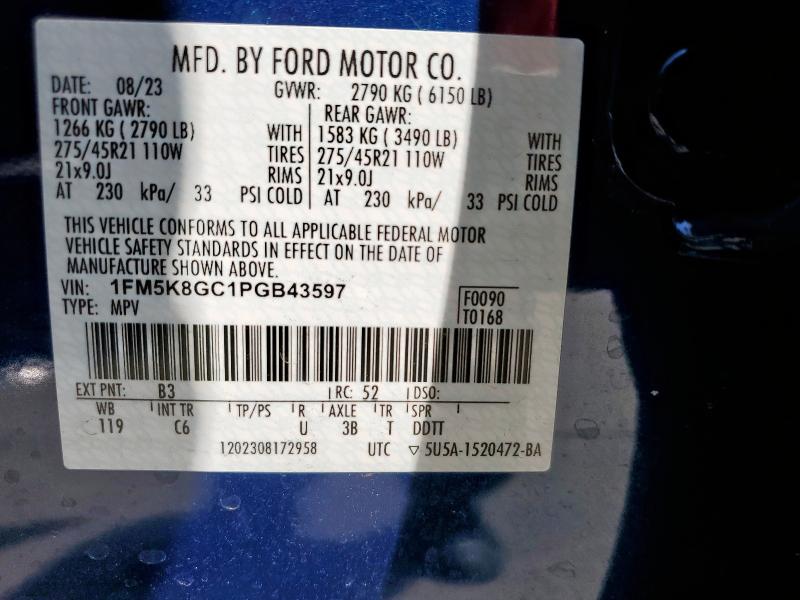 MFD. BY FORD MOTOR CO.
DATE: 08/23 GVWR: 2790 KG ( 6150 LB)
FRONT GAWR: REAR GAWR:
1266 KG ( 2790 LB) WITH 1583 KG ( 3490 LB) WITH
275/45R21 110W TIRES 275/45R21 110W TIRES
21x9.0J RIMS 21x9.0J RIMS
AT 230 kPa/ 33 PSI COLD AT 230 kPa/ 33 PSI COLD
THIS VEHICLE CONFORMS TO ALL APPLICABLE FEDERAL MOTOR
VEHICLE SAFETY STANDARDS IN EFFECT ON THE DATE OF
MANUFACTURE SHOWN ABOVE.
VIN: 1FM5K8GC1PGB43597 F0090
TYPE: MPV T0168
EXT PNT: B3 RC: 52 DSO:
WB INT TR TP/PS R AXLE TR SPR
119 C6 U 3B T DDTT
1202308172958 UTC ▽ 5U5A-1520472-BA